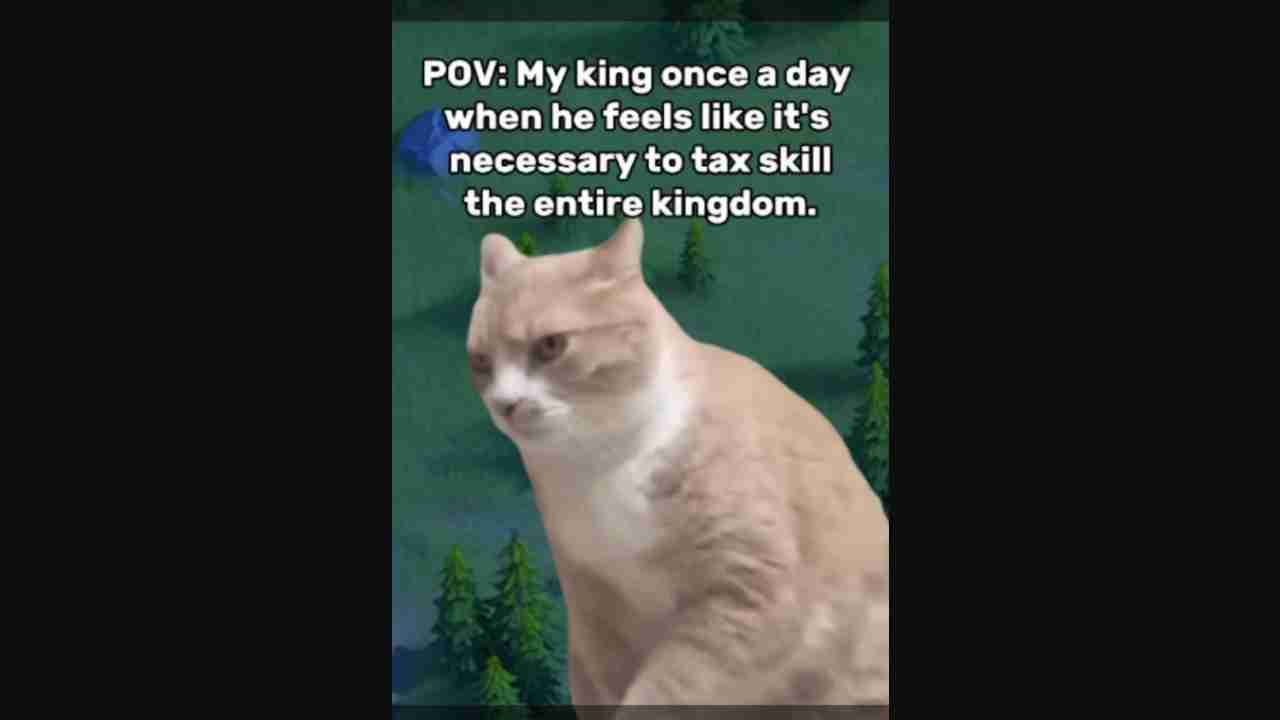 POV: My king once a day
when he feels like it's
necessary to tax skill
the entire kingdom.